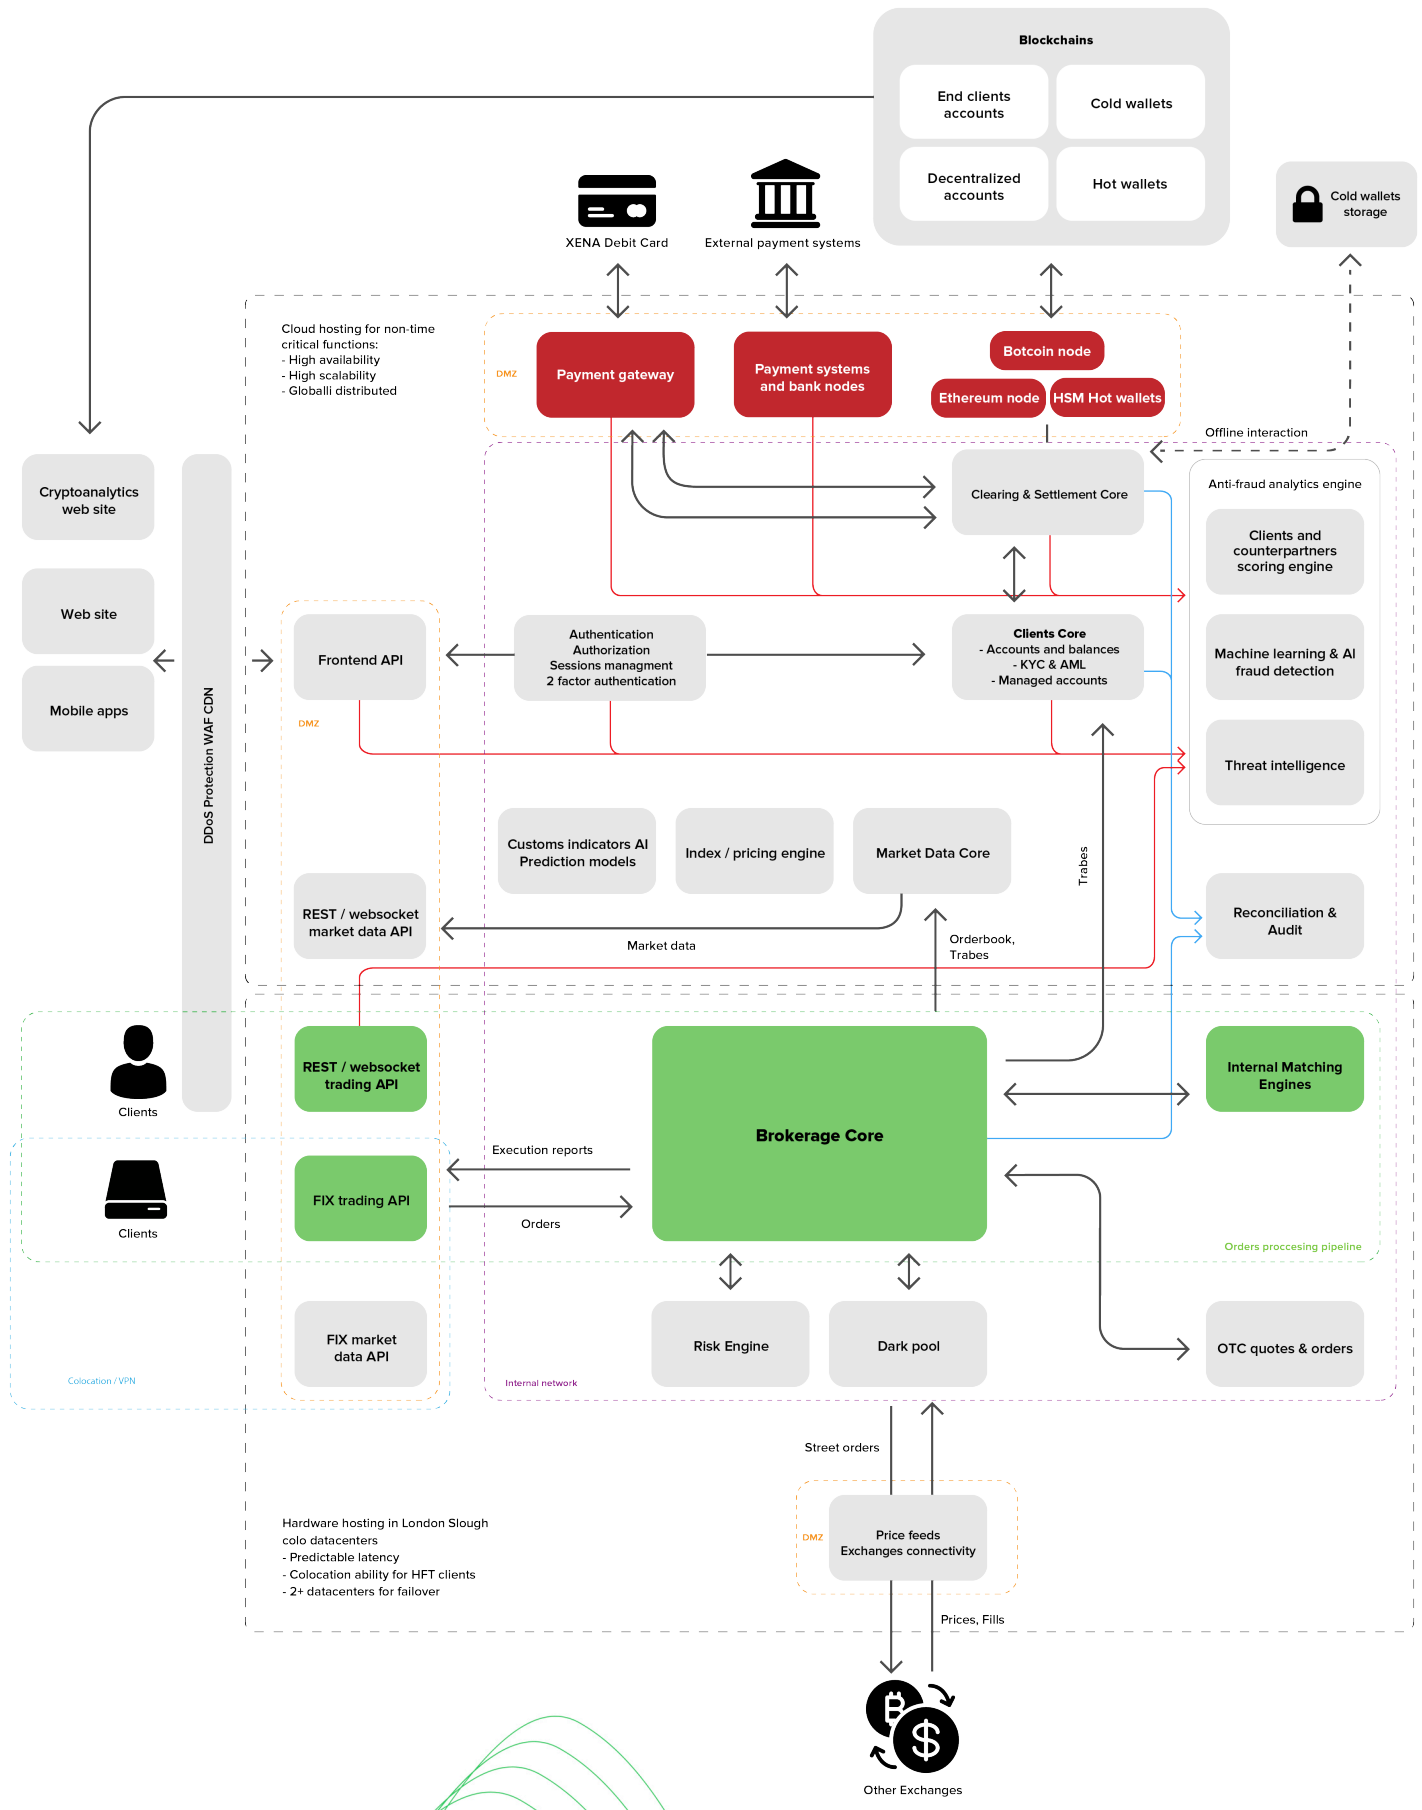 Blockchains
End clients
accounts
Cold wallets
Decentralized
accounts
Hot wallets
Cold wallets
storage
XENA Debit Card
External payment systems
Cloud hosting for non-time
critical functions:
- High availability
- High scalability
- Globalli distributed
DMZ
Payment gateway
Payment systems
and bank nodes
Botcoin node
Ethereum node
HSM Hot wallets
Offline interaction
Cryptoanalytics
web site
Web site
Mobile apps
DDoS Protection WAF CDN
Clearing & Settlement Core
Anti-fraud analytics engine
Clients and
counterpartners
scoring engine
Machine learning & AI
fraud detection
Threat intelligence
Frontend API
DMZ
Authentication
Authorization
Sessions managment
2 factor authentication
Clients Core
- Accounts and balances
- KYC & AML
- Managed accounts
Customs indicators AI
Prediction models
Index / pricing engine
Market Data Core
Trabes
REST / websocket
market data API
Market data
Orderbook,
Trabes
Reconciliation &
Audit
Clients
REST / websocket
trading API
Brokerage Core
Internal Matching
Engines
Clients
FIX trading API
Execution reports
Orders
Orders proccesing pipeline
FIX market
data API
Risk Engine
Dark pool
OTC quotes & orders
Colocation / VPN
Internal network
Street orders
Hardware hosting in London Slough
colo datacenters
- Predictable latency
- Colocation ability for HFT clients
- 2+ datacenters for failover
DMZ
Price feeds
Exchanges connectivity
Prices, Fills
Other Exchanges